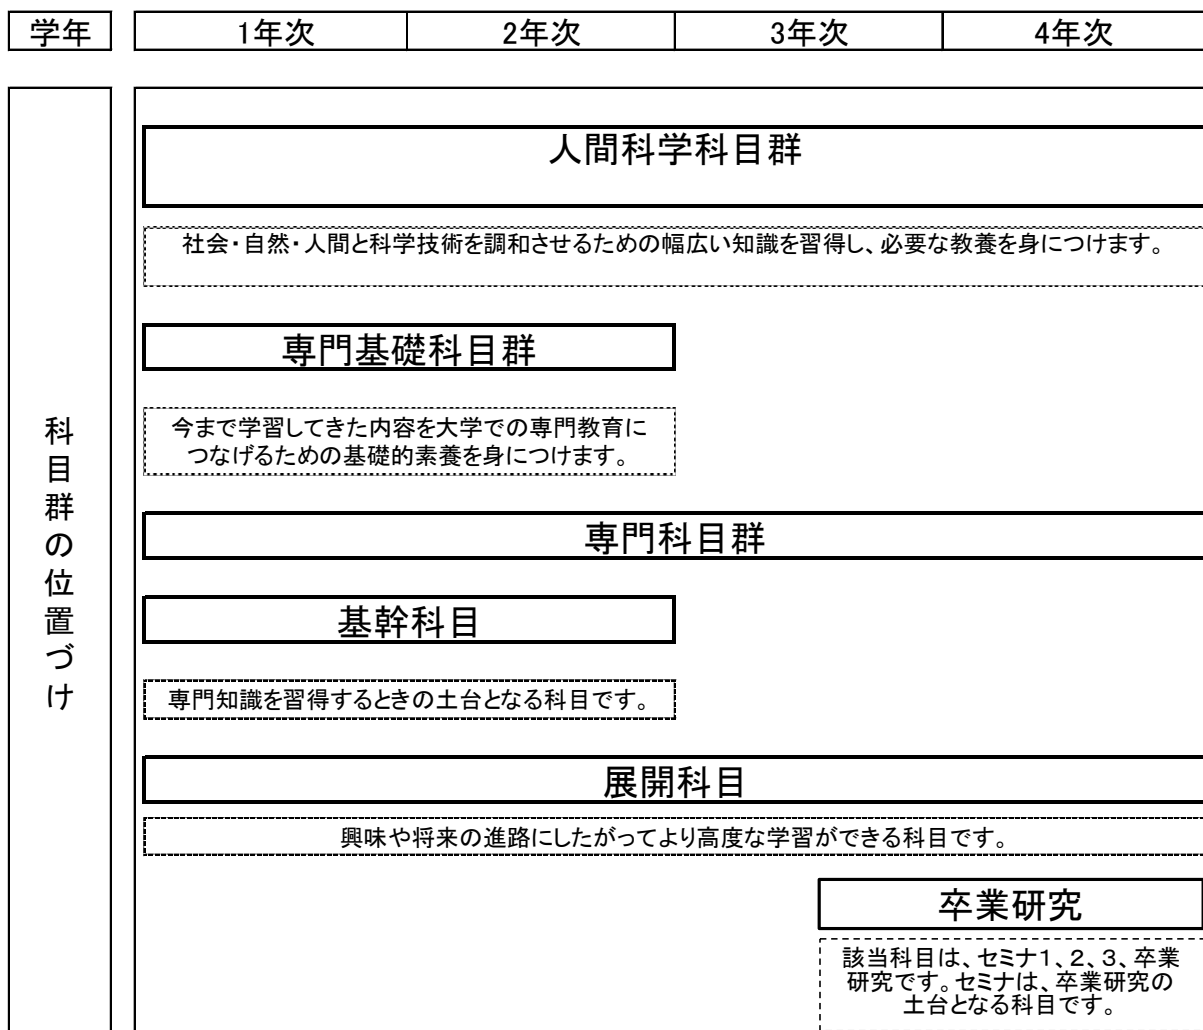 学年
1年次
2年次
3年次
4年次
科目群の位置づけ
人間科学科目群
社会・自然・人間と科学技術を調和させるための幅広い知識を習得し、必要な教養を身につけます。
専門基礎科目群
今まで学習してきた内容を大学での専門教育に
つなげるための基礎的素養を身につけます。
専門科目群
基幹科目
専門知識を習得するときの土台となる科目です。
展開科目
興味や将来の進路にしたがってより高度な学習ができる科目です。
卒業研究
該当科目は、セミナ1、2、3、卒業
研究です。セミナは、卒業研究の
土台となる科目です。